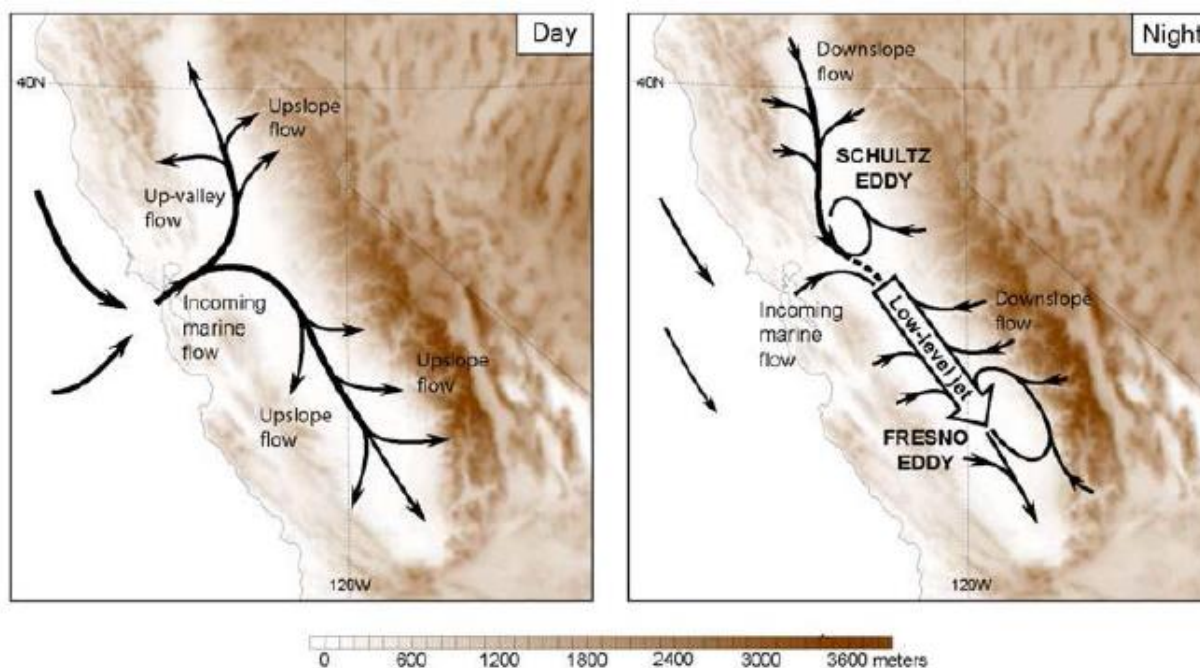 Day
40N
Upslope
flow
Up-valley
flow
Incoming
marine
flow
Upslope
flow
Upslope
flow
120W
Night
40N
Downslope
flow
SCHULTZ
EDDY
Incoming
marine
flow
Low-level jet
Downslope
flow
FRESNO
EDDY
120W
0 600 1200 1800 2400 3000 3600 meters